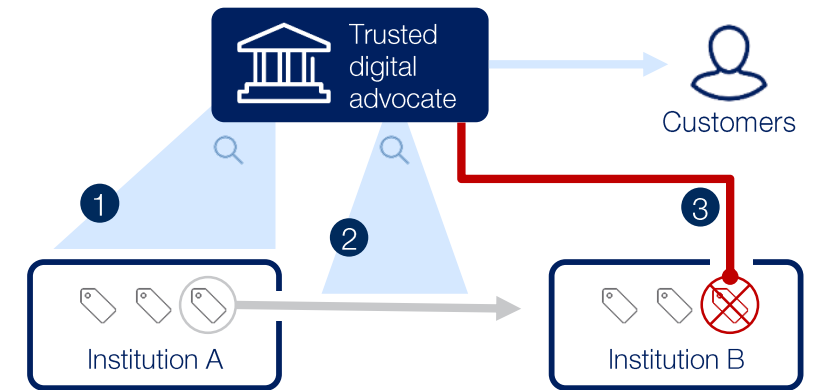 Trusted
digital
advocate
Customers
1
2
3
Institution A
Institution B